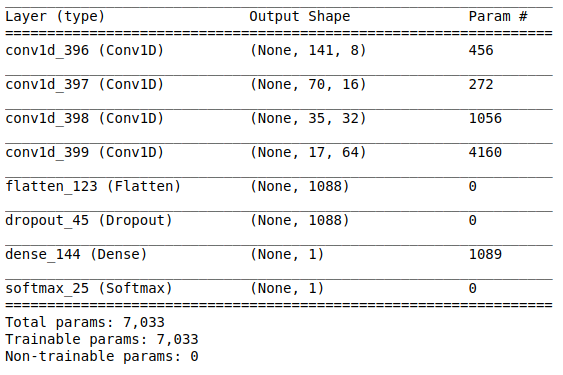 Layer (type) Output Shape Param #
conv1d_396 (Conv1D) (None, 141, 8) 456
conv1d_397 (Conv1D) (None, 70, 16) 272
conv1d_398 (Conv1D) (None, 35, 32) 1056
conv1d_399 (Conv1D) (None, 17, 64) 4160
flatten_123 (Flatten) (None, 1088) 0
dropout_45 (Dropout) (None, 1088) 0
dense_144 (Dense) (None, 1) 1089
softmax_25 (Softmax) (None, 1) 0
Total params: 7,033
Trainable params: 7,033
Non-trainable params: 0